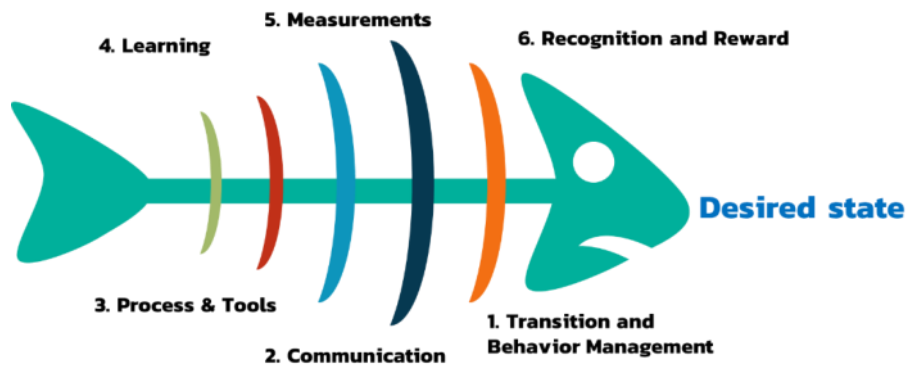 5. Measurements
4. Learning
6. Recognition and Reward
Desired state
3. Process & Tools
1. Transition and
Behavior Management
2. Communication